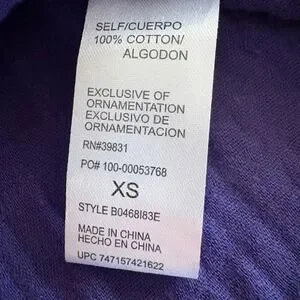 SELF/CUERPO
100% COTTON/
ALGODON
EXCLUSIVE OF
ORNAMENTATION
EXCLUSIVO DE
ORNAMENTACION
RN#39831
PO# 100-00053768
XS
STYLE B0468I83E
MADE IN CHINA
HECHO EN CHINA
UPC 747157421622